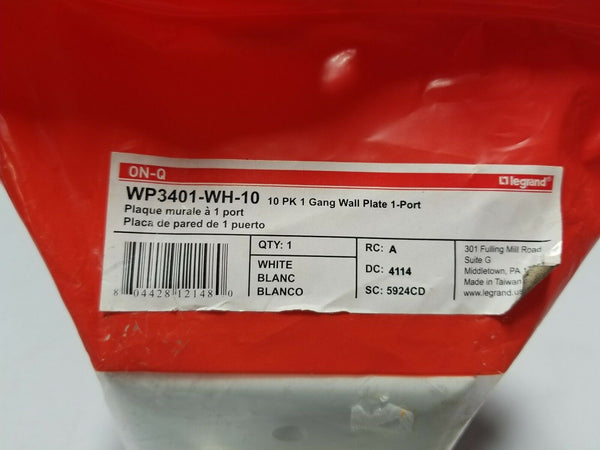 ON-Q
legrand®
WP3401-WH-10 10 PK 1 Gang Wall Plate 1-Port
Plaque murale à 1 port
Placa de pared de 1 puerto
8 04428 12148 0
QTY: 1
WHITE
BLANC
BLANCO
RC: A
DC: 4114
SC: 5924CD
301 Fulling Mill Road
Suite G
Middletown, PA
Made in Taiwan
www.legrand.us